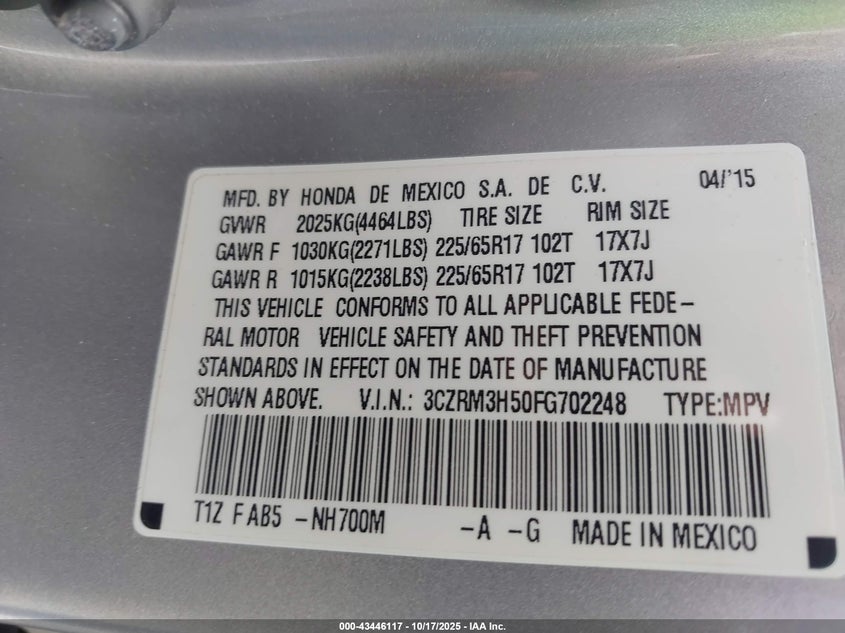 MFD. BY HONDA DE MEXICO S.A. DE C.V. 04/'15
GVWR 2025KG(4464LBS) TIRE SIZE RIM SIZE
GAWR F 1030KG(2271LBS) 225/65R17 102T 17X7J
GAWR R 1015KG(2238LBS) 225/65R17 102T 17X7J
THIS VEHICLE CONFORMS TO ALL APPLICABLE FEDE-
RAL MOTOR VEHICLE SAFETY AND THEFT PREVENTION
STANDARDS IN EFFECT ON THE DATE OF MANUFACTURE
SHOWN ABOVE. V.I.N.: 3CZRM3H50FG702248 TYPE:MPV
T1Z F AB5 -NH700M -A -G MADE IN MEXICO
000-43446117 - 10/17/2025 - IAA Inc.